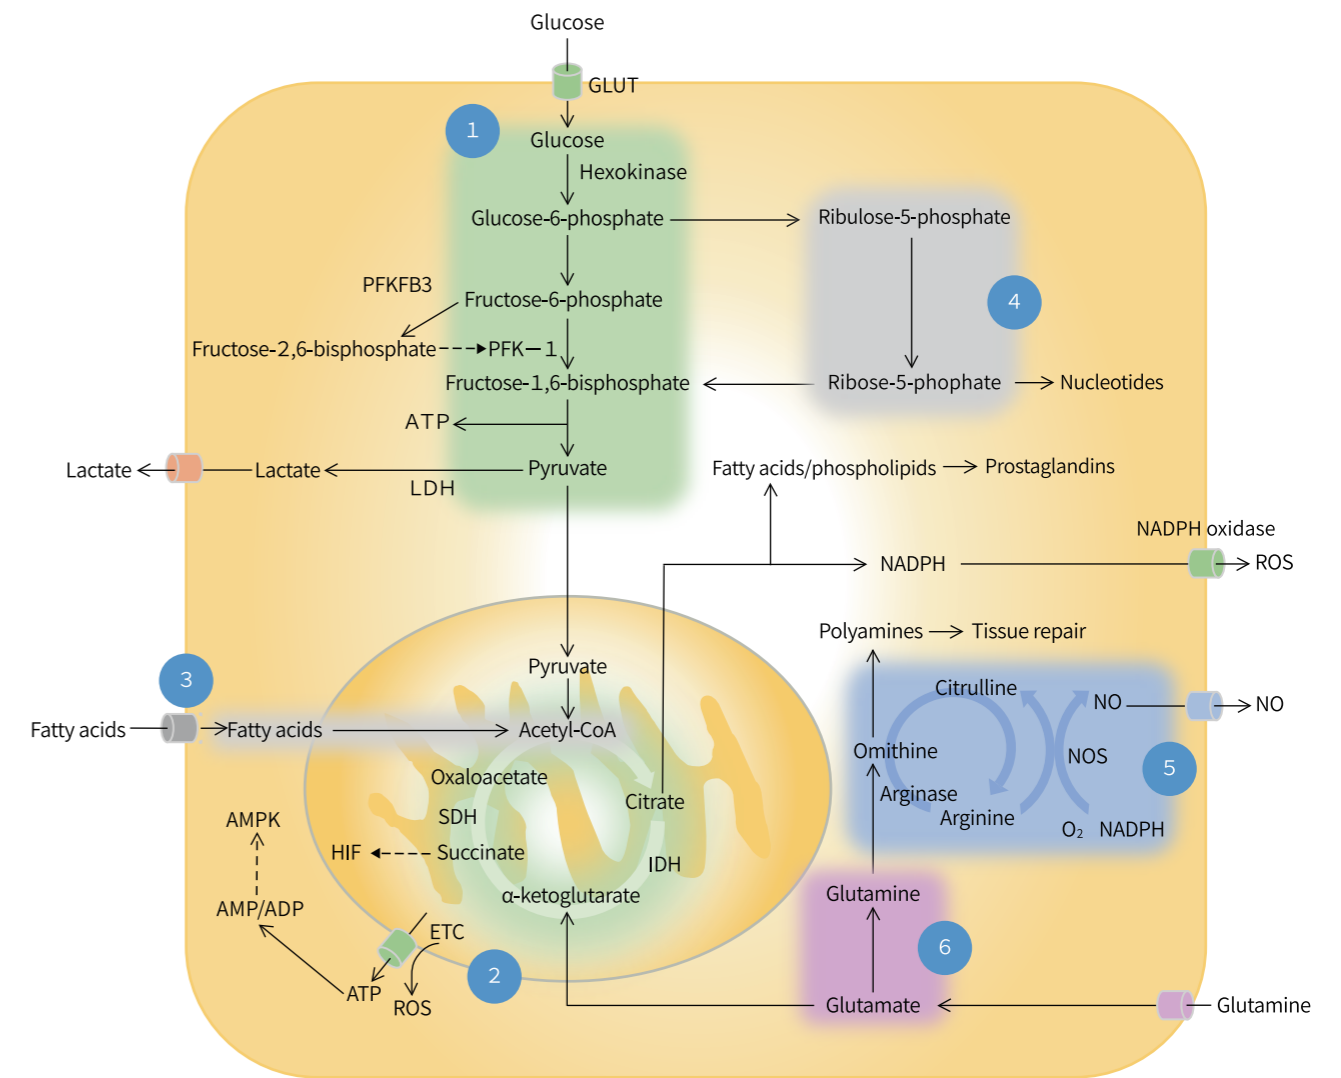 Glucose
GLUT
1
Glucose
Hexokinase
Glucose-6-phosphate
Ribulose-5-phosphate
PFKFB3
Fructose-6-phosphate
4
Fructose-2,6-bisphosphate
PFK－1
Fructose-1,6-bisphosphate
Ribose-5-phophate
Nucleotides
ATP
Lactate
Lactate
LDH
Pyruvate
Fatty acids/phospholipids
Prostaglandins
NADPH oxidase
NADPH
ROS
Polyamines
Tissue repair
Pyruvate
3
Citrulline
NO
NO
Fatty acids
Fatty acids
Acetyl-CoA
Omithine
NOS
5
Oxaloacetate
Citrate
Arginase
SDH
Arginine
O₂
NADPH
AMPK
HIF
Succinate
IDH
α-ketoglutarate
Glutamine
AMP/ADP
ETC
6
2
ATP
ROS
Glutamate
Glutamine